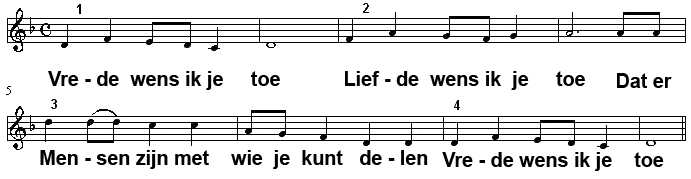 1 2
Vre - de wens ik je toe Lief - de wens ik je toe Dat er
5
3 4
Men - sen zijn met wie je kunt de - len Vre - de wens ik je toe